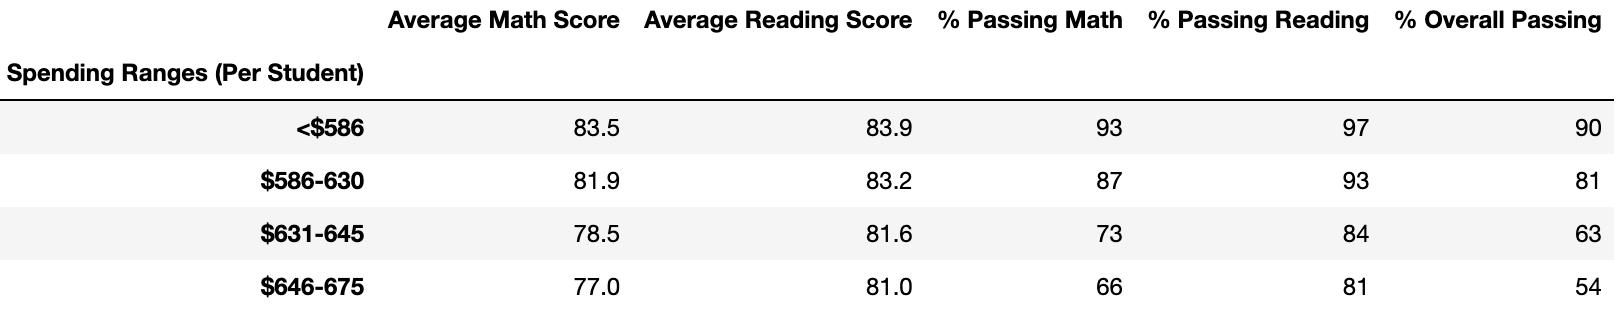 Average Math Score Average Reading Score % Passing Math % Passing Reading % Overall Passing
Spending Ranges (Per Student)
<$586 83.5 83.9 93 97 90
$586-630 81.9 83.2 87 93 81
$631-645 78.5 81.6 73 84 63
$646-675 77.0 81.0 66 81 54